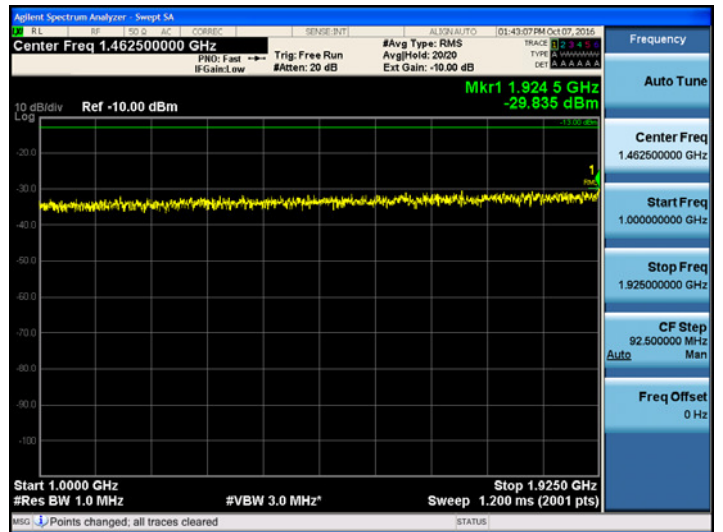 Agilent Spectrum Analyzer - Swept SA
RL RF 50 Ω AC CORREC SENSE:INT ALIGNAUTO 01:43:07 PM Oct 07, 2016
Center Freq 1.462500000 GHz #Avg Type: RMS TRACE 1 2 3 4 5 6
PNO: Fast Trig: Free Run Avg|Hold: 20/20 TYPE A WWWWW
IFGain:Low #Atten: 20 dB Ext Gain: -10.00 dB DET A A A A A A
Mkr1 1.924 5 GHz
10 dB/div Ref -10.00 dBm -29.835 dBm
Log
-13.00 dBm
-20.0
1
RMS
-30.0
-40.0
-50.0
-60.0
-70.0
-80.0
-90.0
-100
Start 1.0000 GHz Stop 1.9250 GHz
#Res BW 1.0 MHz #VBW 3.0 MHz* Sweep 1.200 ms (2001 pts)
MSG Points changed; all traces cleared STATUS
Frequency
Auto Tune
Center Freq
1.462500000 GHz
Start Freq
1.000000000 GHz
Stop Freq
1.925000000 GHz
CF Step
92.500000 MHz
Auto Man
Freq Offset
0 Hz